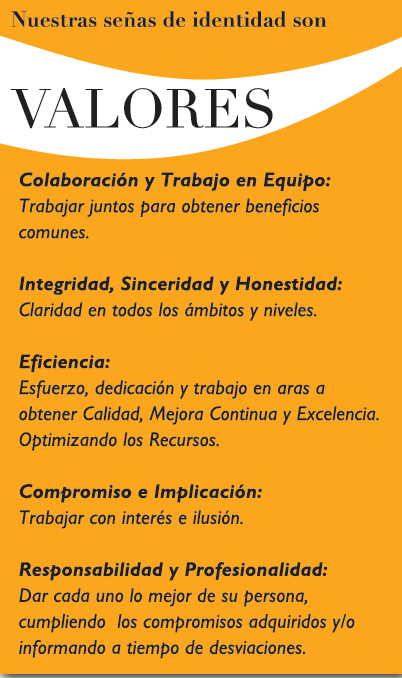 Nuestras señas de identidad son
VALORES
Colaboración y Trabajo en Equipo:
Trabajar juntos para obtener beneficios
comunes.
Integridad, Sinceridad y Honestidad:
Claridad en todos los ámbitos y niveles.
Eficiencia:
Esfuerzo, dedicación y trabajo en aras a
obtener Calidad, Mejora Continua y Excelencia.
Optimizando los Recursos.
Compromiso e Implicación:
Trabajar con interés e ilusión.
Responsabilidad y Profesionalidad:
Dar cada uno lo mejor de su persona,
cumpliendo  los compromisos adquiridos y/o
informando a tiempo de desviaciones.